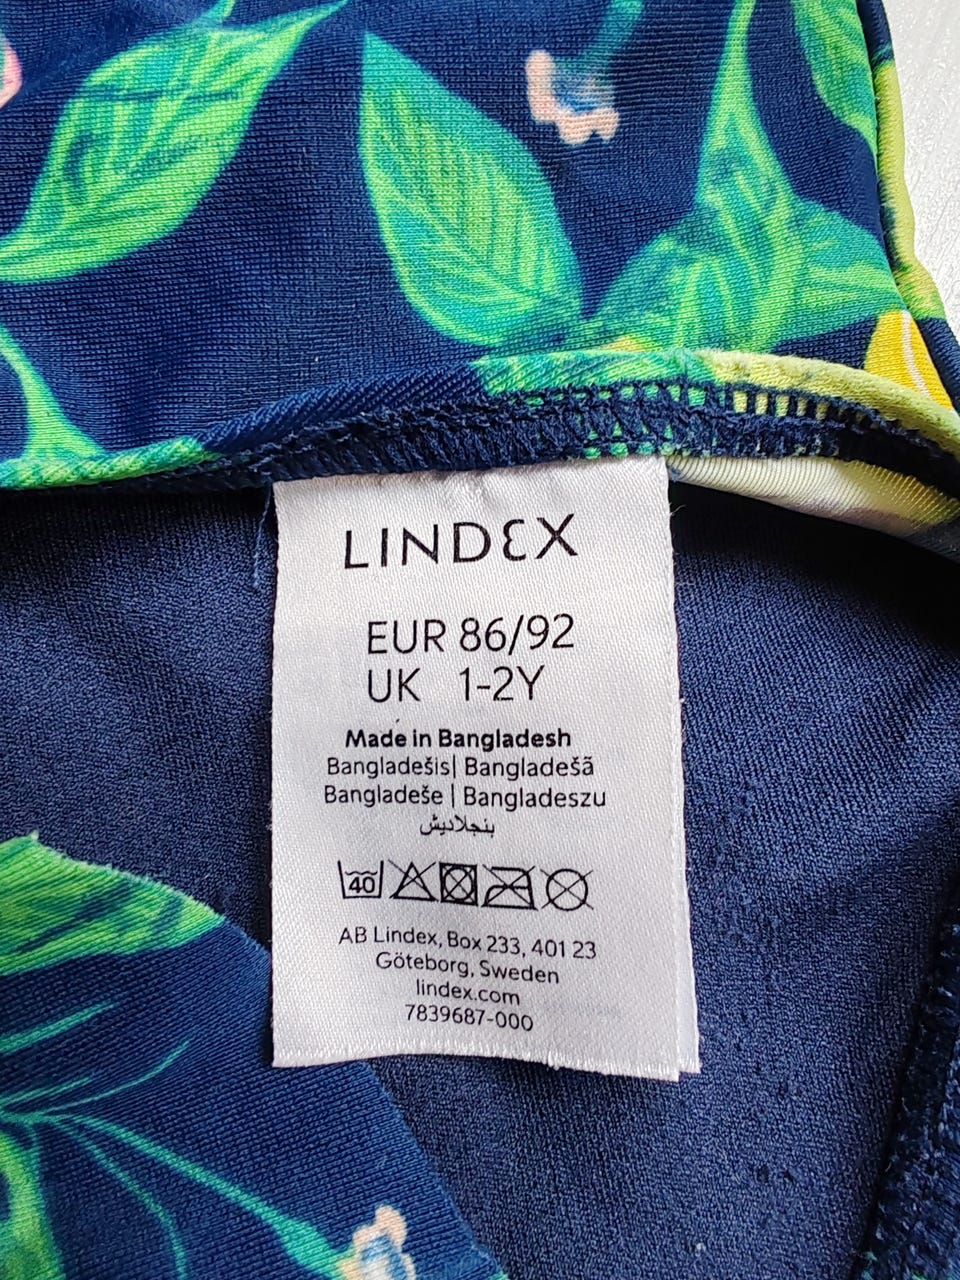 LINDEX
EUR 86/92
UK 1-2Y
Made in Bangladesh
Bangladešis| Bangladešā
Bangladeše | Bangladeszu
بنجلاديش
40
AB Lindex, Box 233, 401 23
Göteborg, Sweden
lindex.com
7839687-000